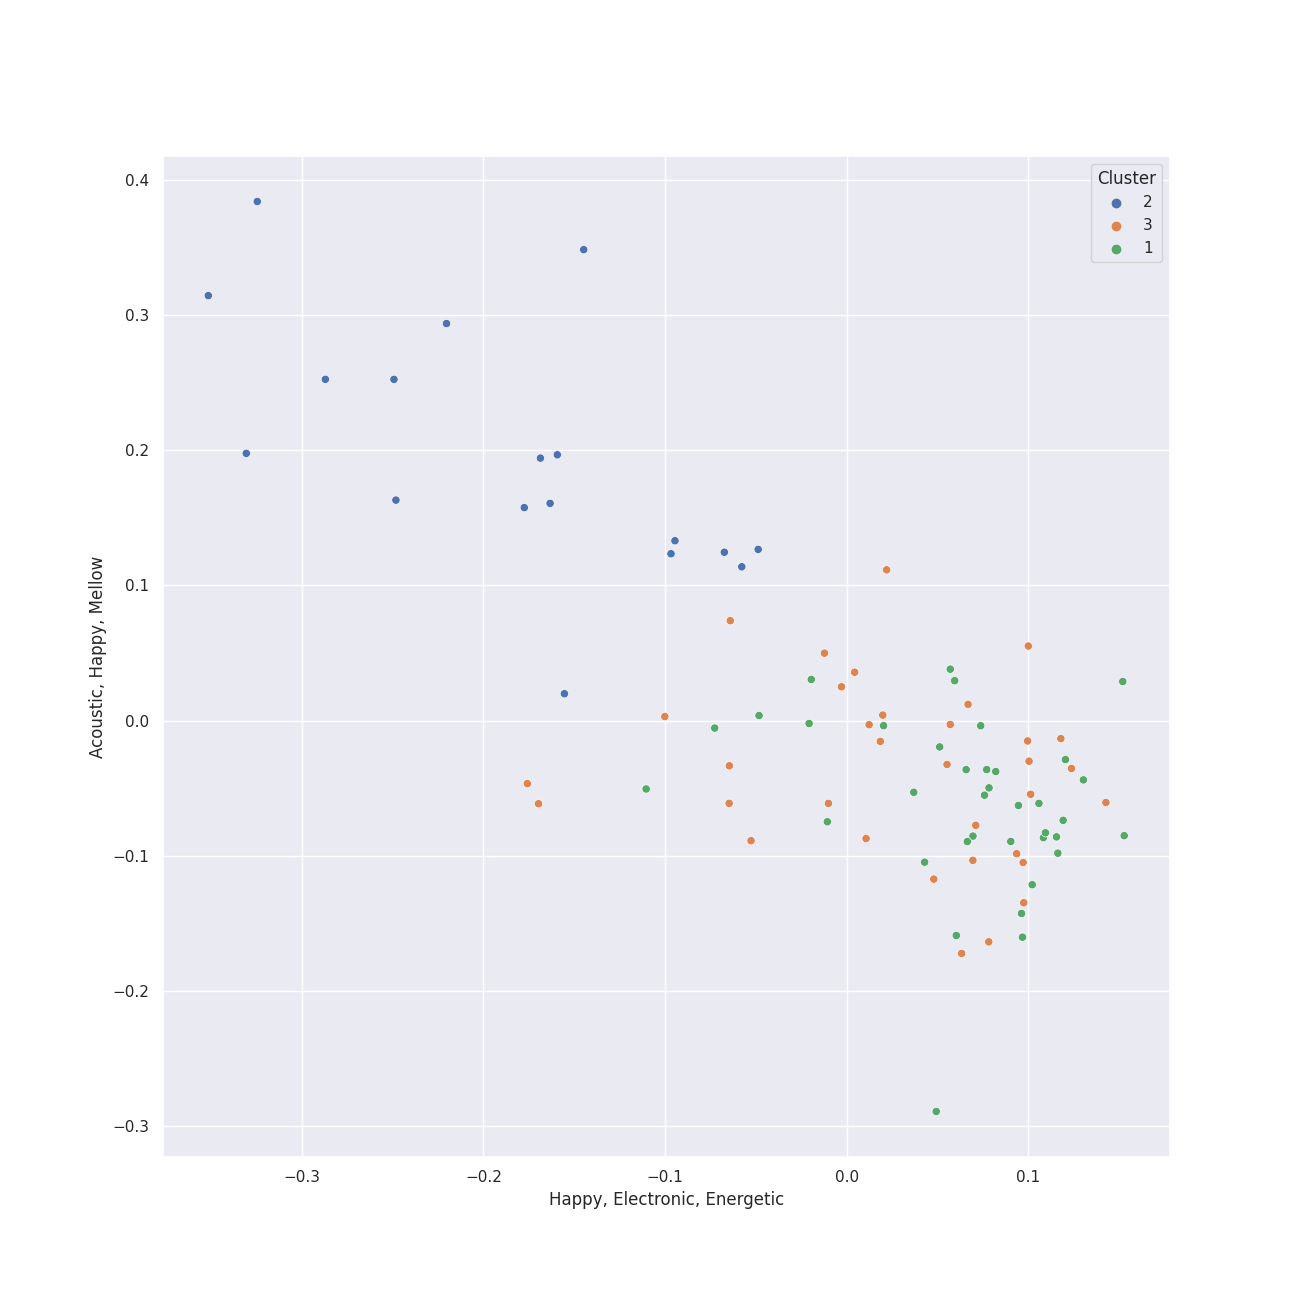 Cluster
2
3
1
0.4
0.3
0.2
0.1
0.0
−0.1
−0.2
−0.3
Acoustic, Happy, Mellow
−0.3 −0.2 −0.1 0.0 0.1
Happy, Electronic, Energetic